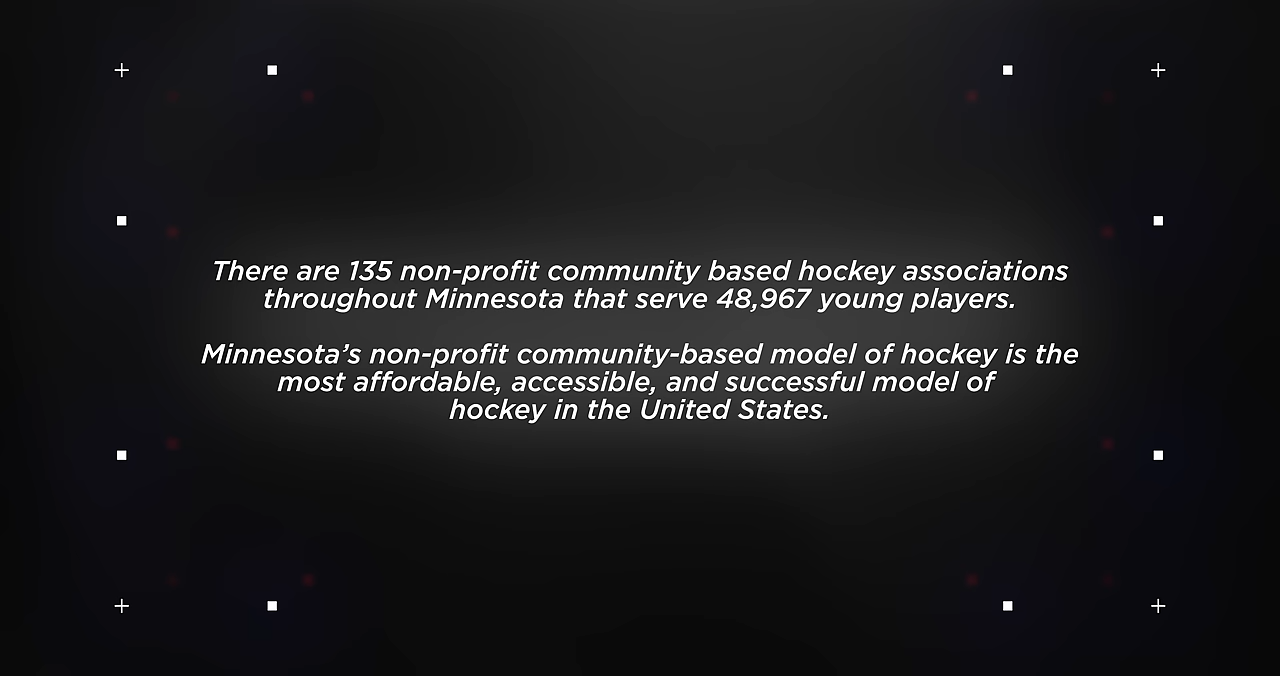 There are 135 non-profit community based hockey associations
throughout Minnesota that serve 48,967 young players.
Minnesota’s non-profit community-based model of hockey is the
most affordable, accessible, and successful model of
hockey in the United States.